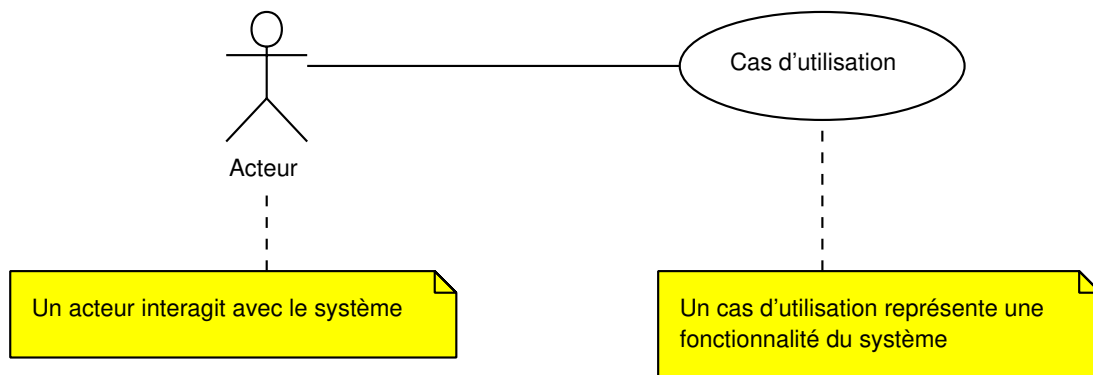 Cas d'utilisation
Acteur
Un acteur interagit avec le système
Un cas d'utilisation représente une
fonctionnalité du système